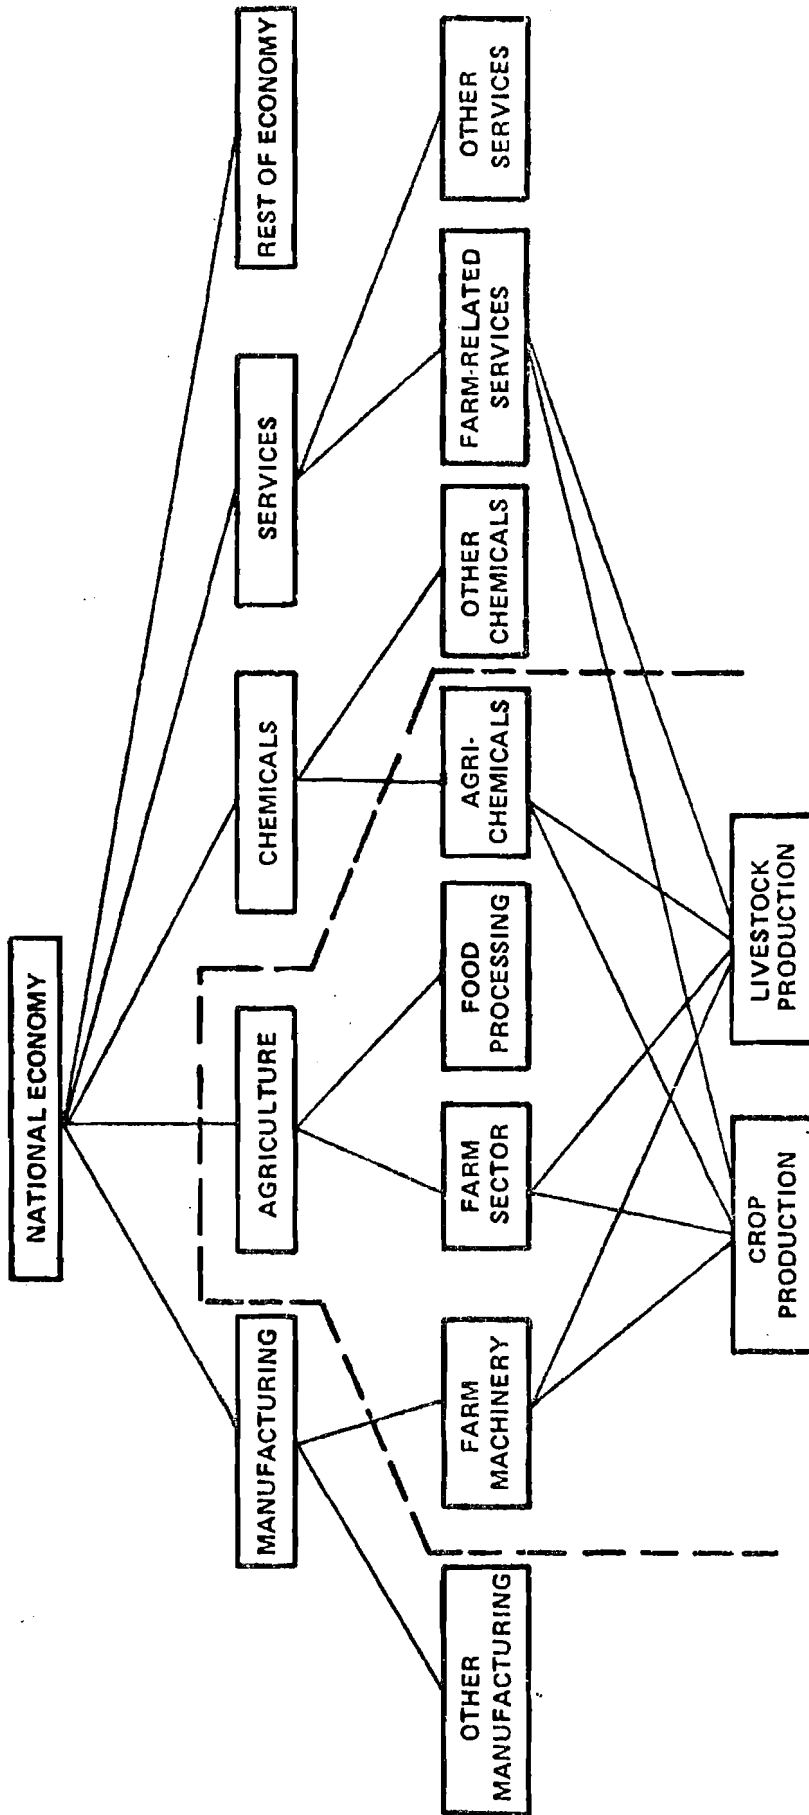 NATIONAL ECONOMY
MANUFACTURING
AGRICULTURE
CHEMICALS
SERVICES
REST OF ECONOMY
OTHER
MANUFACTURING
FARM
MACHINERY
FARM
SECTOR
FOOD
PROCESSING
AGRI-
CHEMICALS
OTHER
CHEMICALS
FARM-RELATED
SERVICES
OTHER
SERVICES
CROP
PRODUCTION
LIVESTOCK
PRODUCTION